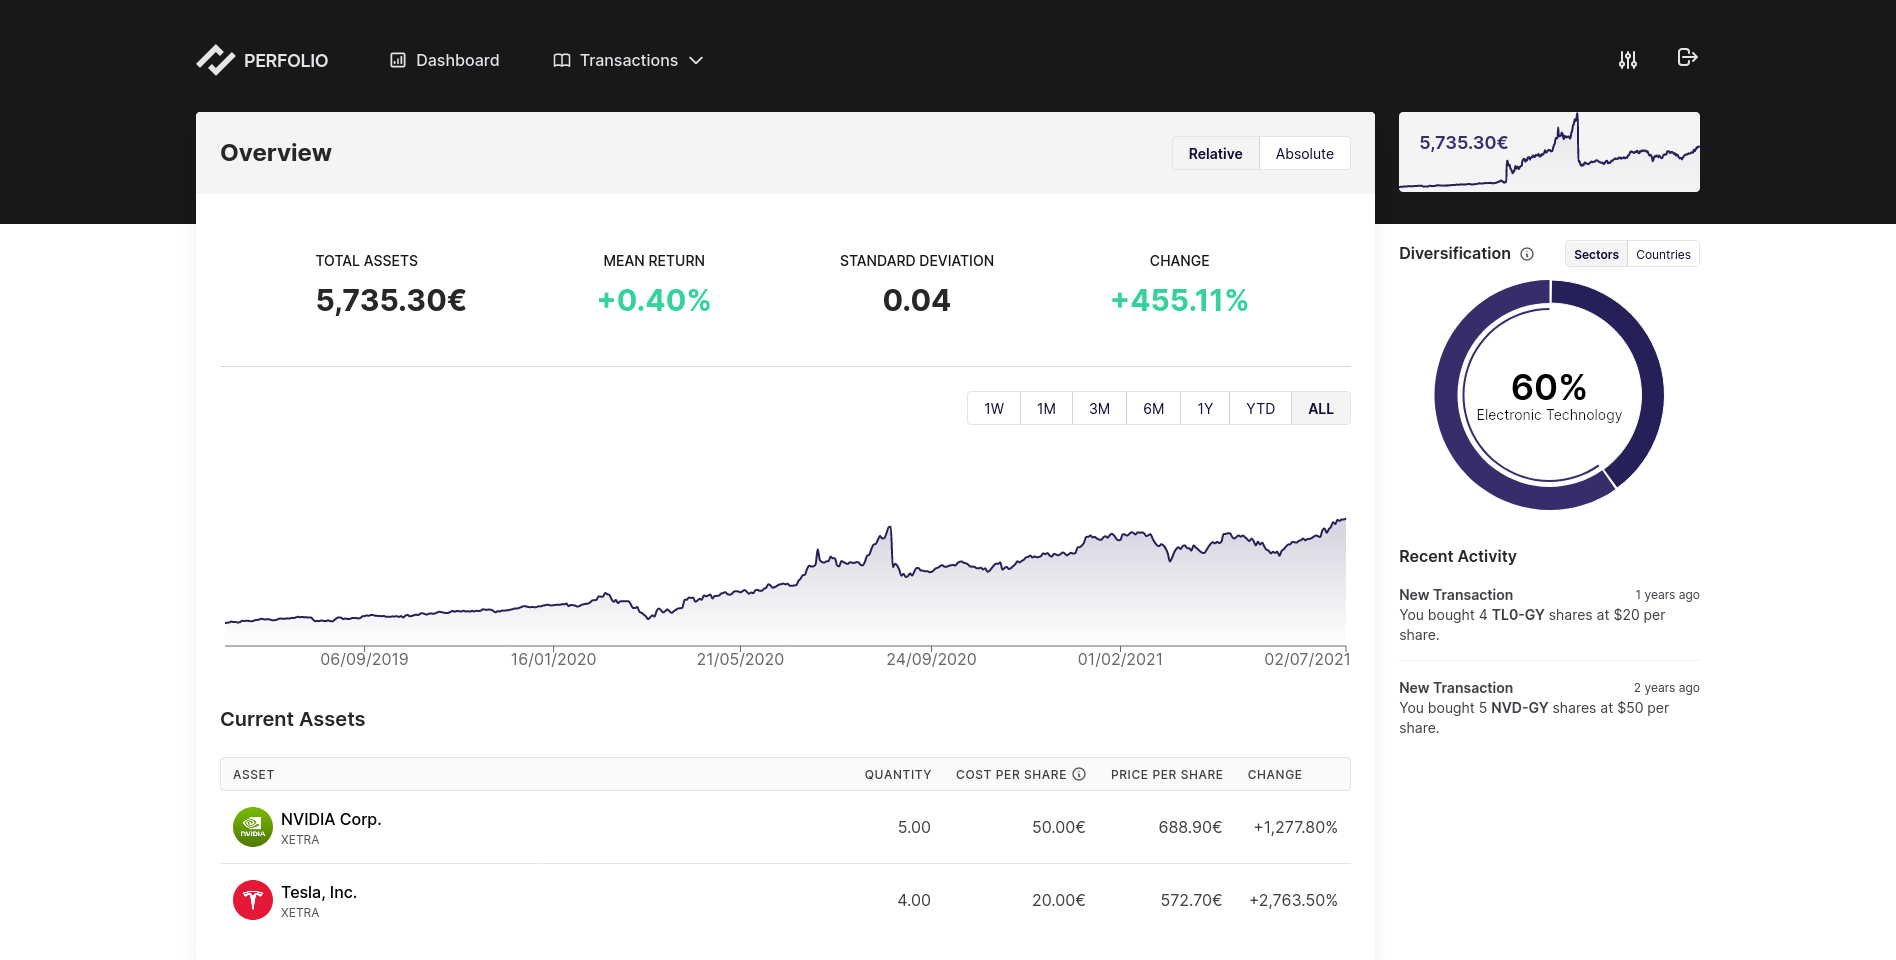 PERFOLIO
Dashboard
Transactions
Overview
Relative
Absolute
5,735.30€
TOTAL ASSETS
MEAN RETURN
STANDARD DEVIATION
CHANGE
5,735.30€
+0.40%
0.04
+455.11%
1W
1M
3M
6M
1Y
YTD
ALL
06/09/2019
16/01/2020
21/05/2020
24/09/2020
01/02/2021
02/07/2021
Current Assets
ASSET
QUANTITY
COST PER SHARE
PRICE PER SHARE
CHANGE
NVIDIA
NVIDIA Corp.
XETRA
5.00
50.00€
688.90€
+1,277.80%
Tesla, Inc.
XETRA
4.00
20.00€
572.70€
+2,763.50%
Diversification
Sectors
Countries
60%
Electronic Technology
Recent Activity
New Transaction
1 years ago
You bought 4 TL0-GY shares at $20 per
share.
New Transaction
2 years ago
You bought 5 NVD-GY shares at $50 per
share.